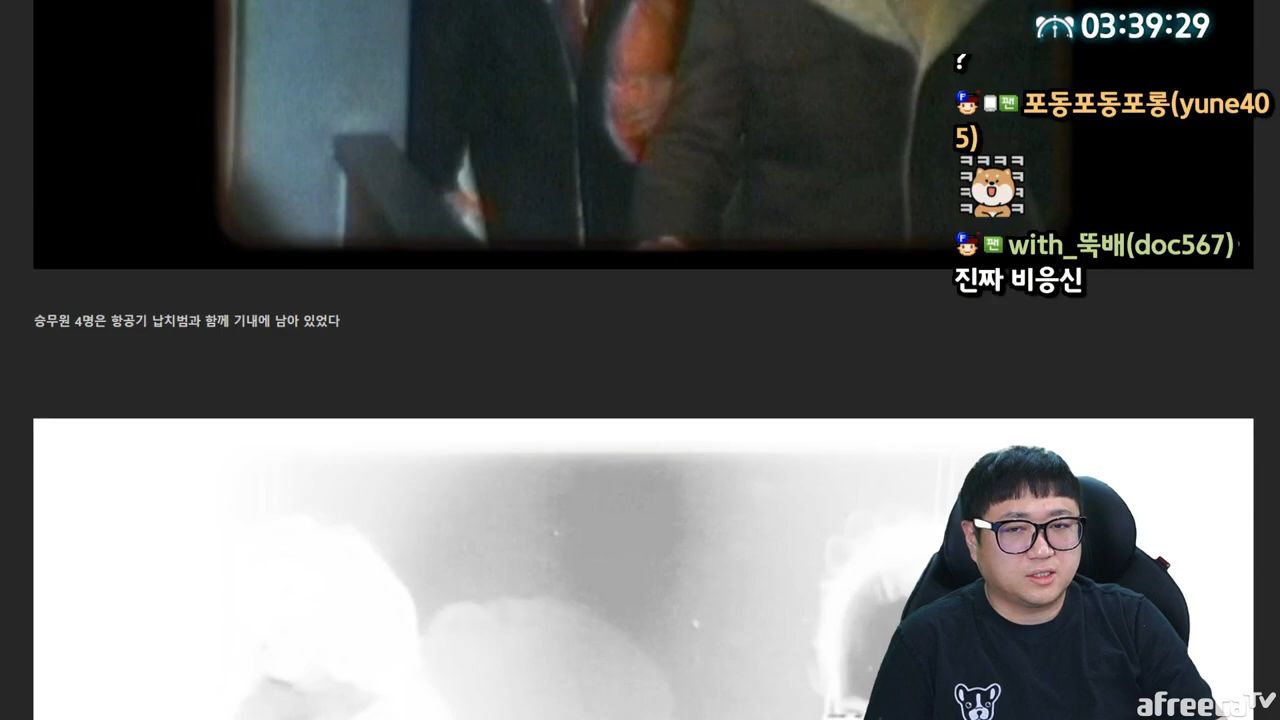 03:39:29
?
팬 포동포동포롱(yune40
5)
ㅋㅋㅋㅋ
ㅋ ㅋ
ㅋ ㅋ
ㅋ ㅋ
F 팬 with_뚝배(doc567)
진짜 비응신
승무원 4명은 항공기 납치범과 함께 기내에 남아 있었다
afreecaTV